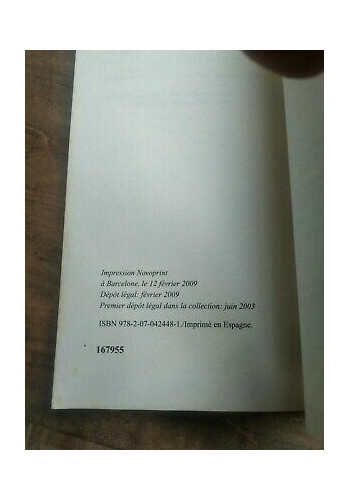 Impression Novoprint
à Barcelone, le 12 février 2009
Dépôt légal: février 2009
Premier dépôt légal dans la collection: juin 2003
ISBN 978-2-07-042448-1./Imprimé en Espagne.
167955